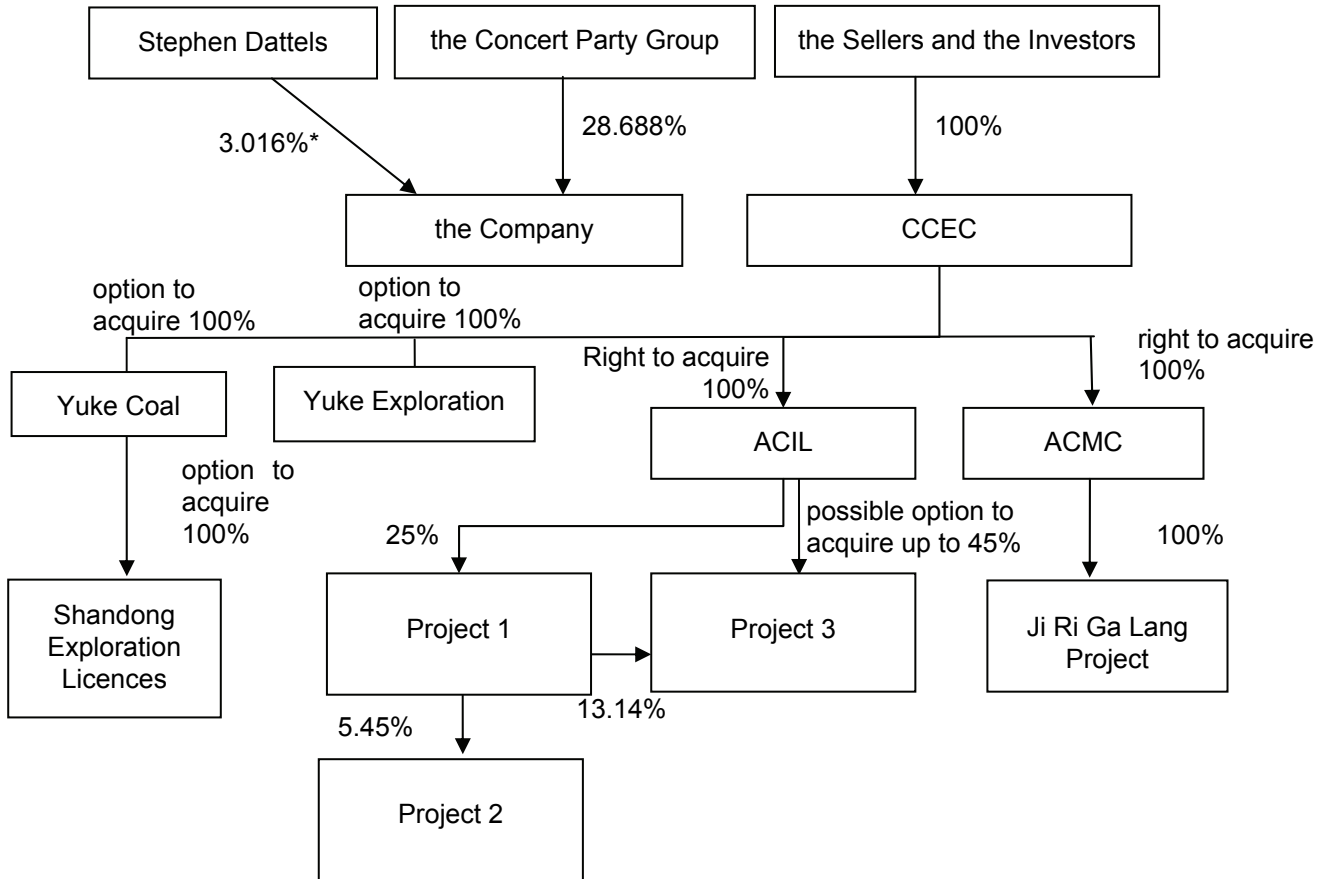 Stephen Dattels
the Concert Party Group
the Sellers and the Investors
3.016%*
28.688%
100%
the Company
CCEC
option to
acquire 100%
option to
acquire 100%
Right to acquire
100%
right to acquire
100%
Yuke Coal
Yuke Exploration
ACIL
ACMC
option to
acquire
100%
25%
possible option to
acquire up to 45%
100%
Shandong
Exploration
Licences
Project 1
Project 3
Ji Ri Ga Lang
Project
5.45%
13.14%
Project 2